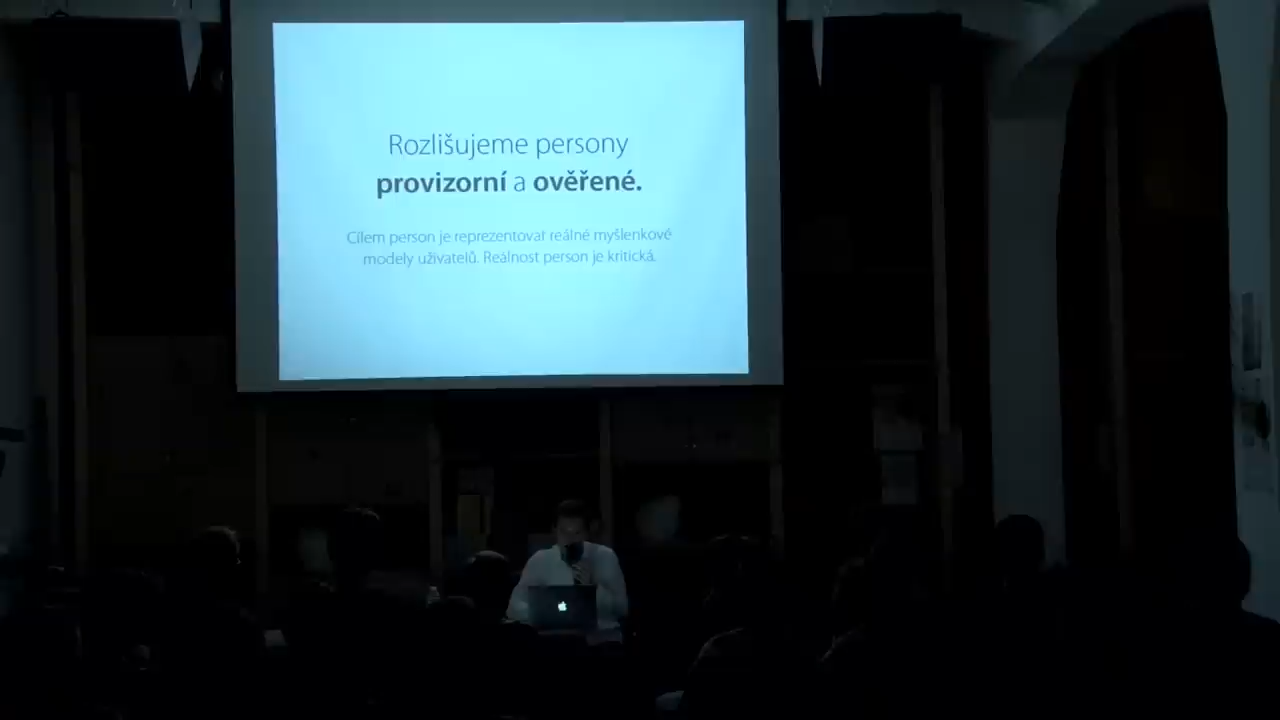 Rozlišujeme persony
provizorní a ověřené.
Cílem person je reprezentovat reálné myšlenkové
modely uživatelů. Reálnost person je kritická.